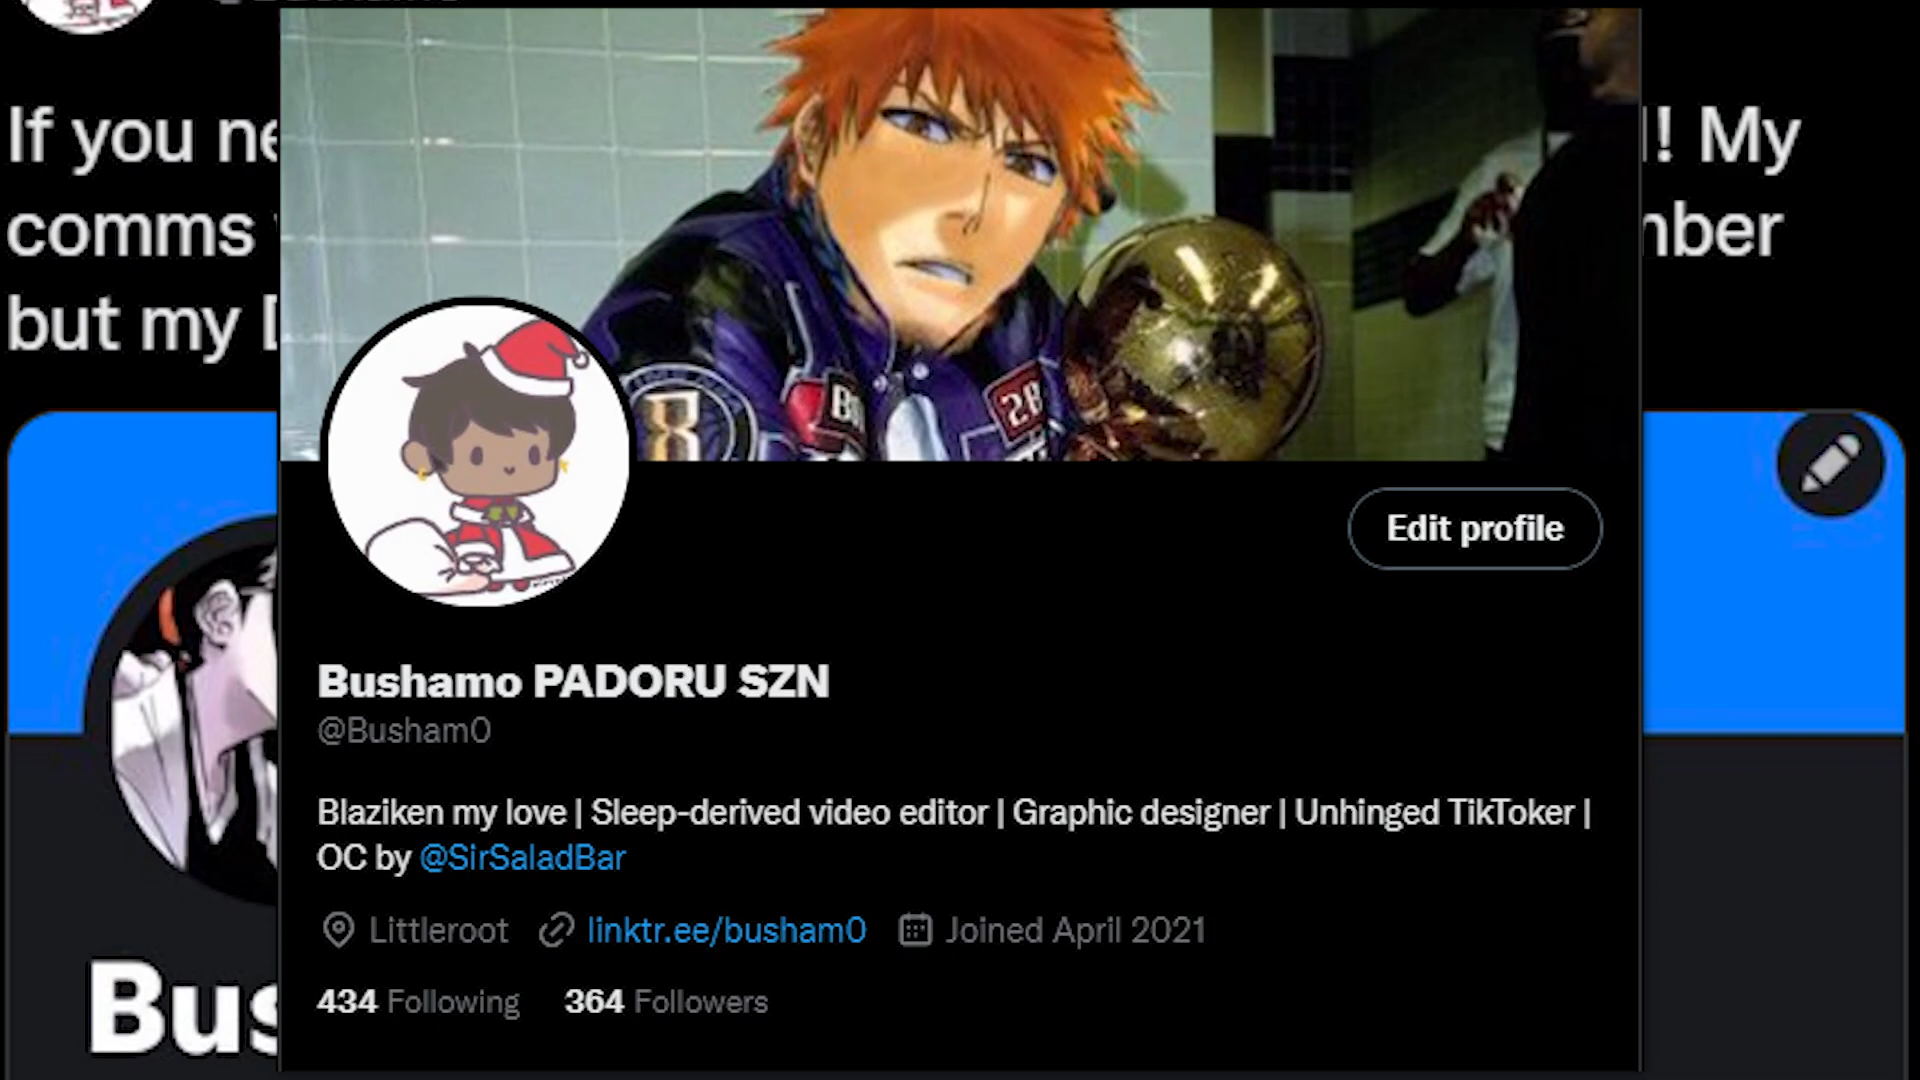 If you
! My
comms
but my
Edit profile
Bushamo PADORU SZN
@Busham0
Blaziken my love | Sleep-derived video editor | Graphic designer | Unhinged TikToker |
OC by @SirSaladBar
Littleroot linktr.ee/busham0 Joined April 2021
434 Following 364 Followers
Bus